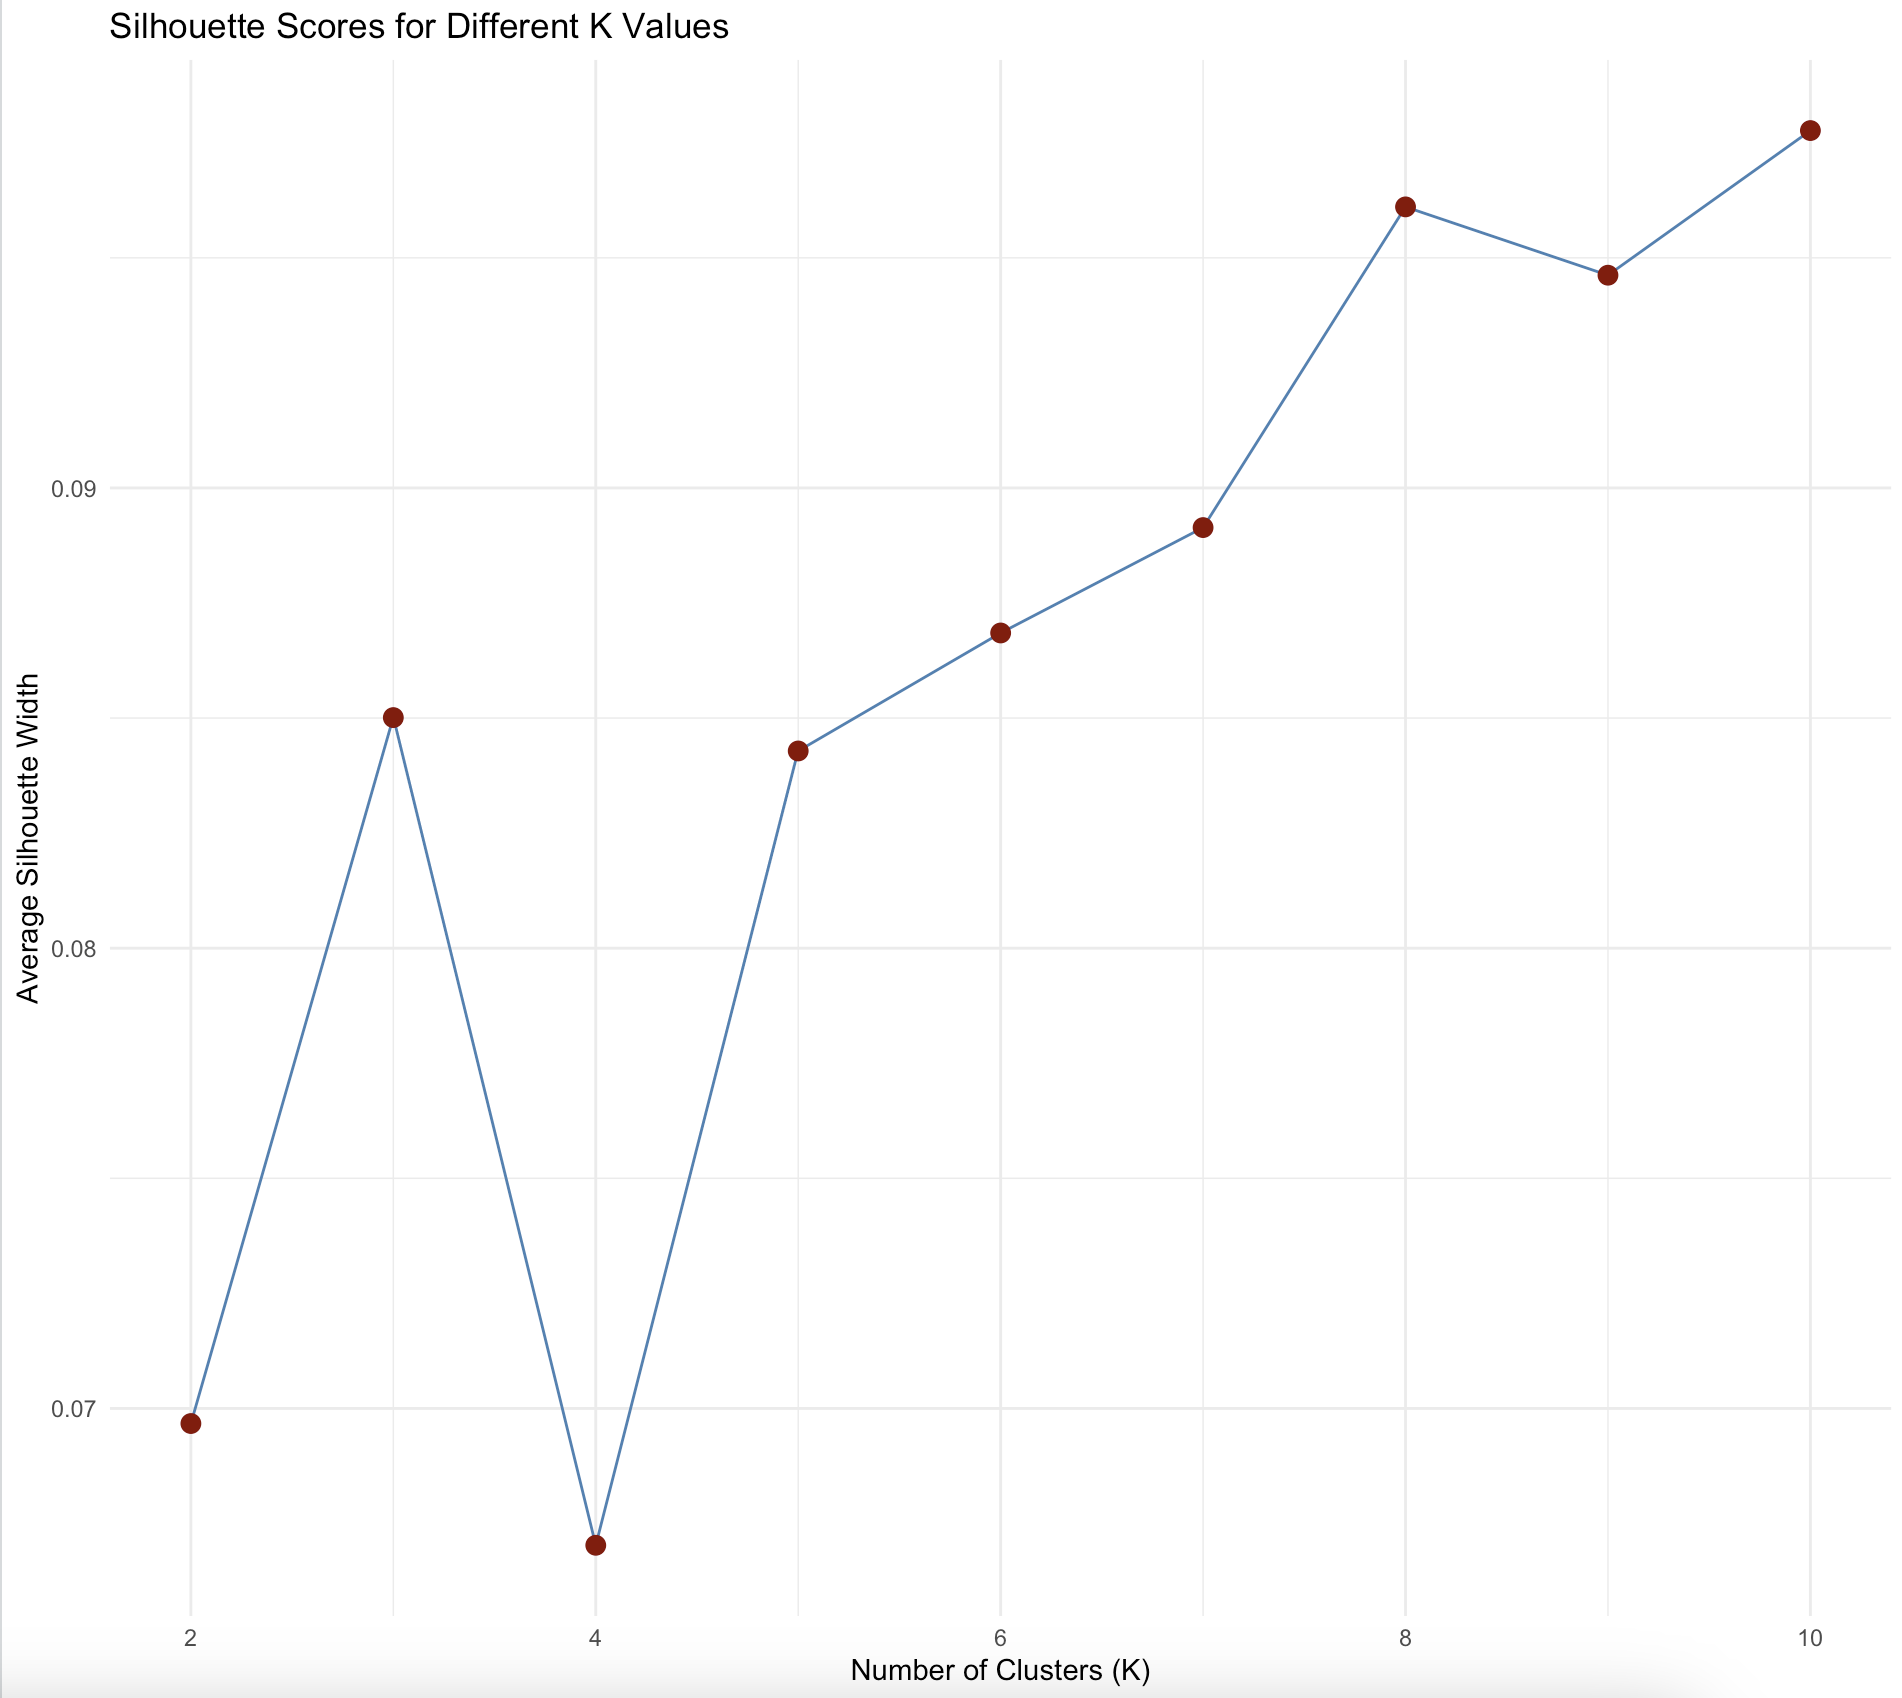 Silhouette Scores for Different K Values
Average Silhouette Width
0.09
0.08
0.07
2 4 6 8 10
Number of Clusters (K)